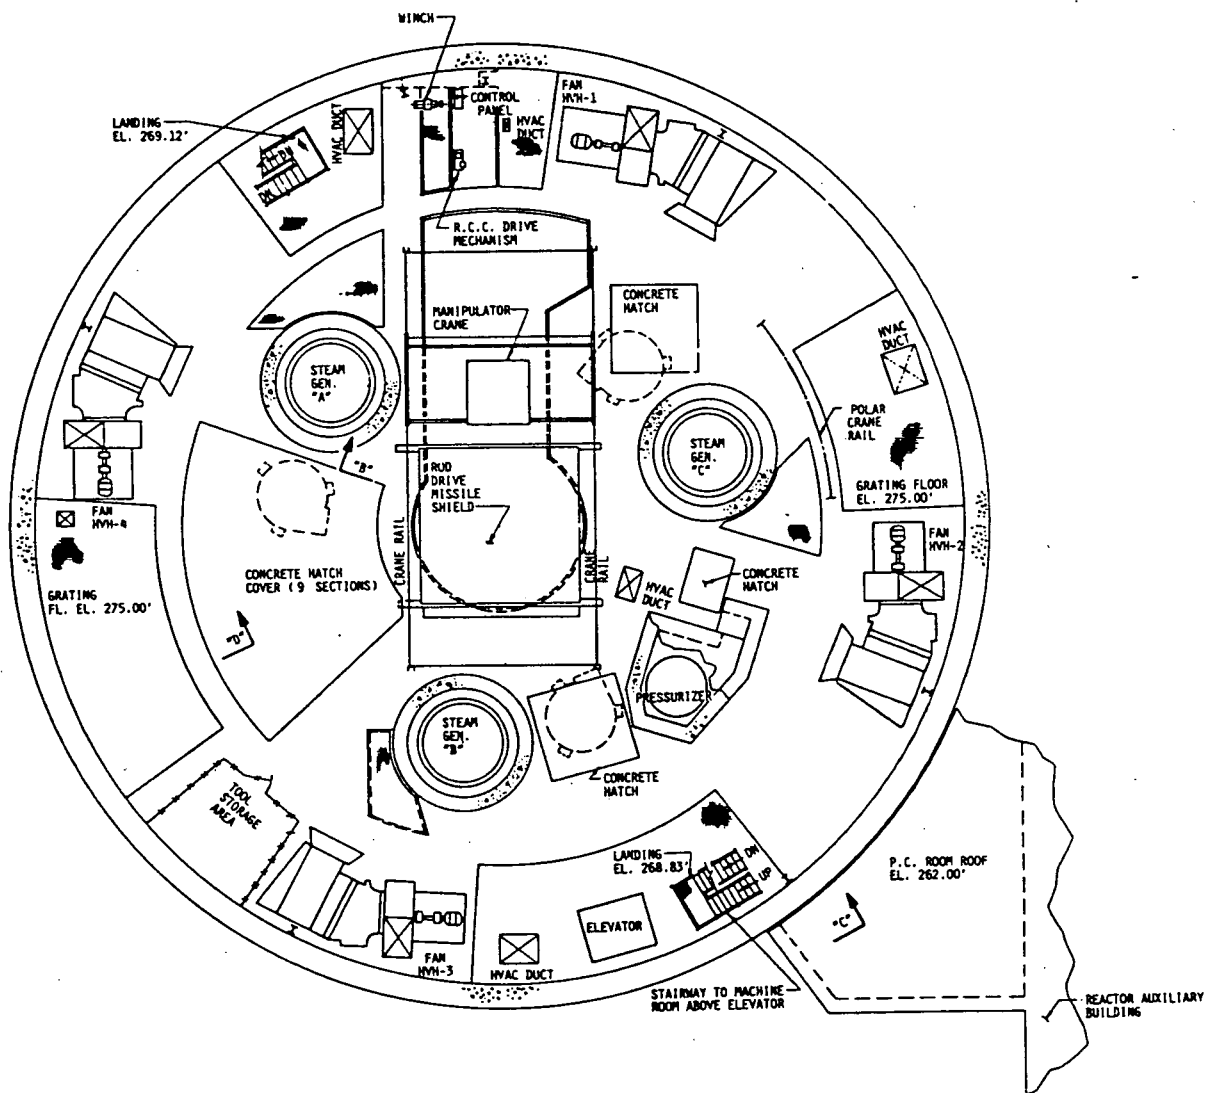 WINCH
CONTROL
PANEL
HVAC
DUCT
FAN
HVH-1
LANDING
EL. 269.12'
HVAC DUCT
DN
DN
R.C.C. DRIVE
MECHANISM
MANIPULATOR
CRANE
CONCRETE
HATCH
HVAC
DUCT
STEAM
GEN.
"A"
POLAR
CRANE
RAIL
"B"
STEAM
GEN.
"C"
ROD
DRIVE
MISSILE
SHIELD
GRATING FLOOR
EL. 275.00'
FAN
HVH-4
FAN
HVH-2
CRANE RAIL
CRANE
RAIL
CONCRETE HATCH
COVER (9 SECTIONS)
HVAC
DUCT
CONCRETE
HATCH
GRATING
FL. EL. 275.00'
"D"
PRESSURIZER
STEAM
GEN.
"B"
CONCRETE
HATCH
TOOL
STORAGE
AREA
LANDING
EL. 268.83'
DN
UP
P.C. ROOM ROOF
EL. 262.00'
"C"
ELEVATOR
FAN
HVH-3
HVAC DUCT
STAIRWAY TO MACHINE
ROOM ABOVE ELEVATOR
REACTOR AUXILIARY
BUILDING